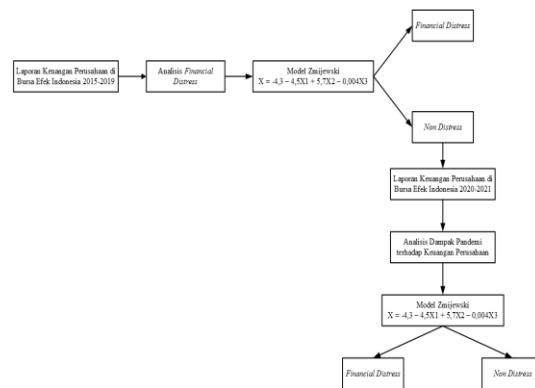 Financial Distress
Laporan Keuangan Perusahaan di
Bursa Efek Indonesia 2015-2019
Analisis Financial
Distress
Model Zmijewski
X = -4,3 – 4,5X1 + 5,7X2 – 0,004X3
Non Distress
Laporan Keuangan Perusahaan di
Bursa Efek Indonesia 2020-2021
Analisis Dampak Pandemi
terhadap Keuangan Perusahaan
Model Zmijewski
X = -4,3 – 4,5X1 + 5,7X2 – 0,004X3
Financial Distress
Non Distress